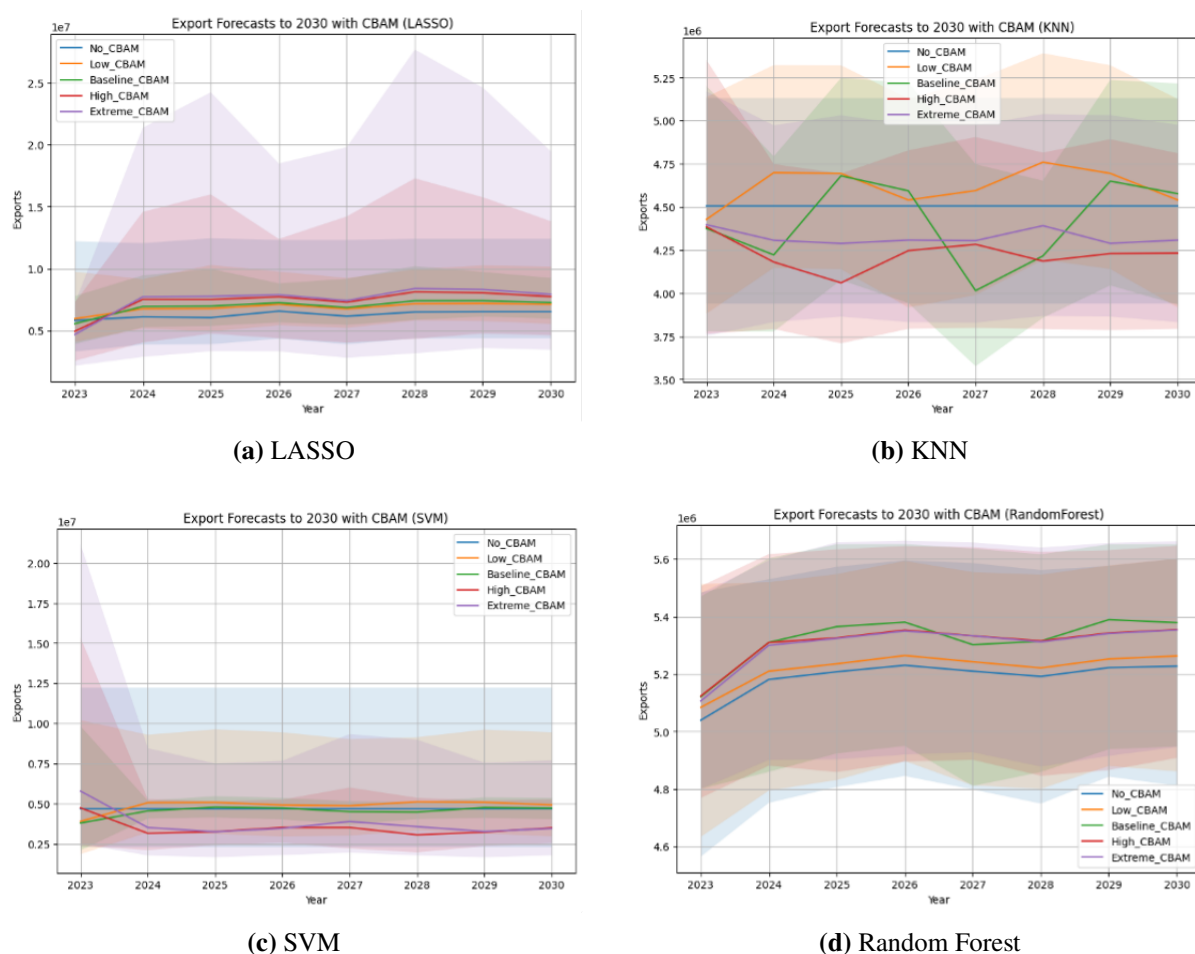 Export Forecasts to 2030 with CBAM (LASSO)
1e7
No_CBAM
Low_CBAM
Baseline_CBAM
High_CBAM
Extreme_CBAM
2.5
2.0
1.5
1.0
0.5
Exports
2023 2024 2025 2026 2027 2028 2029 2030
Year
(a) LASSO
Export Forecasts to 2030 with CBAM (KNN)
1e6
No_CBAM
Low_CBAM
Baseline_CBAM
High_CBAM
Extreme_CBAM
5.25
5.00
4.75
4.50
4.25
4.00
3.75
3.50
Exports
2023 2024 2025 2026 2027 2028 2029 2030
Year
(b) KNN
Export Forecasts to 2030 with CBAM (SVM)
1e7
No_CBAM
Low_CBAM
Baseline_CBAM
High_CBAM
Extreme_CBAM
2.00
1.75
1.50
1.25
1.00
0.75
0.50
0.25
Exports
2023 2024 2025 2026 2027 2028 2029 2030
Year
(c) SVM
Export Forecasts to 2030 with CBAM (RandomForest)
1e6
5.6
5.4
5.2
5.0
4.8
4.6
Exports
No_CBAM
Low_CBAM
Baseline_CBAM
High_CBAM
Extreme_CBAM
2023 2024 2025 2026 2027 2028 2029 2030
Year
(d) Random Forest